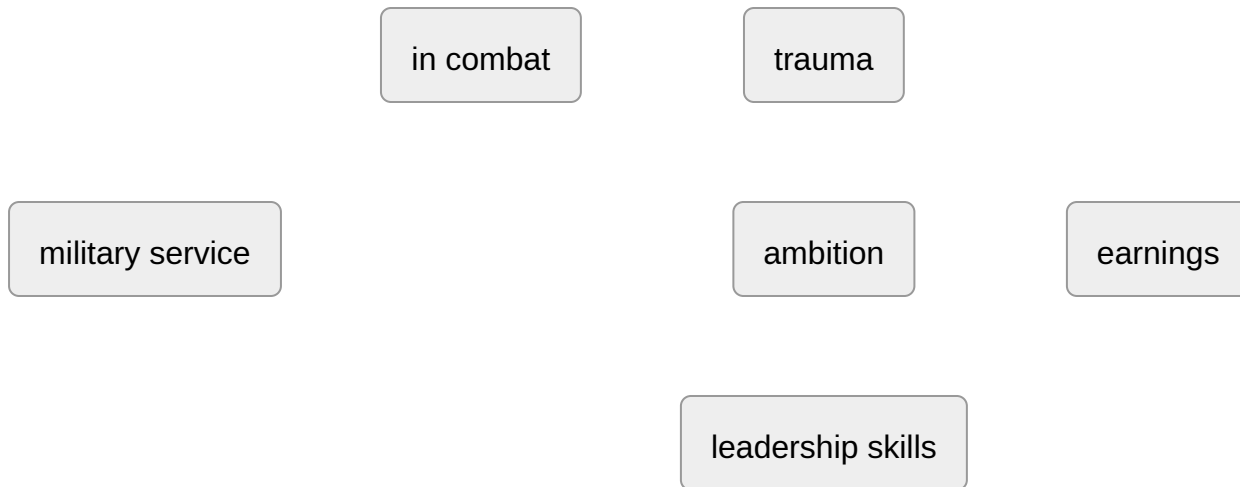 in combat
trauma
military service
ambition
earnings
leadership skills